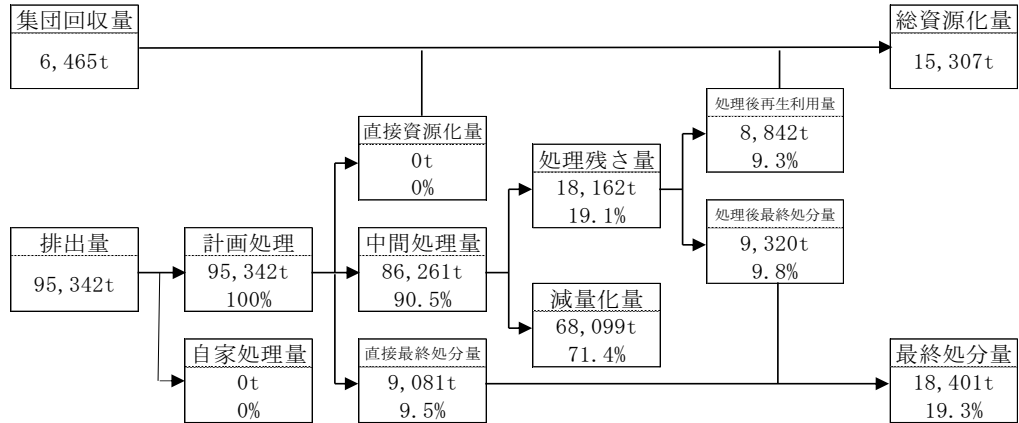 集団回収量
6,465t
総資源化量
15,307t
直接資源化量
0t
0%
処理後再生利用量
8,842t
9.3%
処理残さ量
18,162t
19.1%
処理後最終処分量
9,320t
9.8%
排出量
95,342t
計画処理
95,342t
100%
中間処理量
86,261t
90.5%
減量化量
68,099t
71.4%
自家処理量
0t
0%
直接最終処分量
9,081t
9.5%
最終処分量
18,401t
19.3%